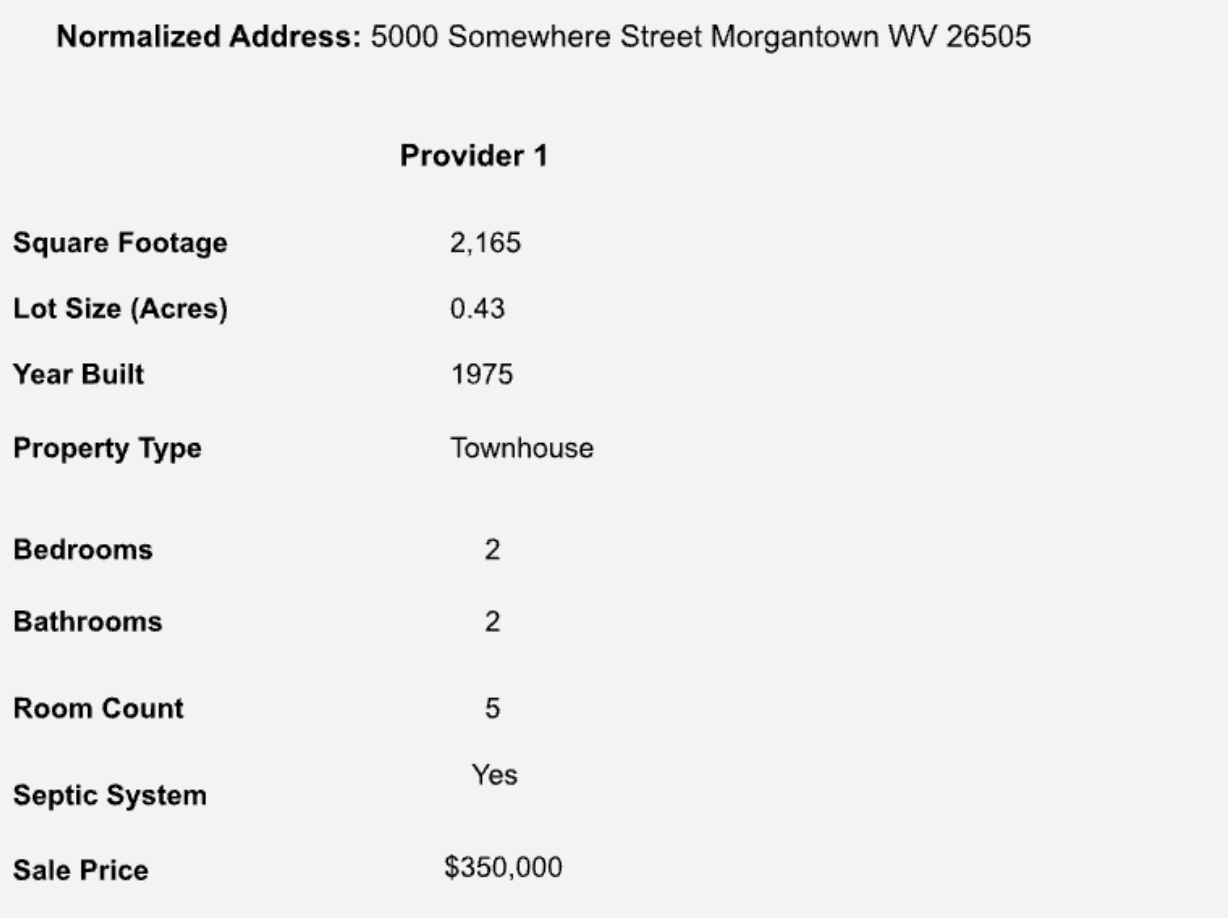 Normalized Address: 5000 Somewhere Street Morgantown WV 26505
Provider 1
Square Footage 2,165
Lot Size (Acres) 0.43
Year Built 1975
Property Type Townhouse
Bedrooms 2
Bathrooms 2
Room Count 5
Septic System Yes
Sale Price $350,000